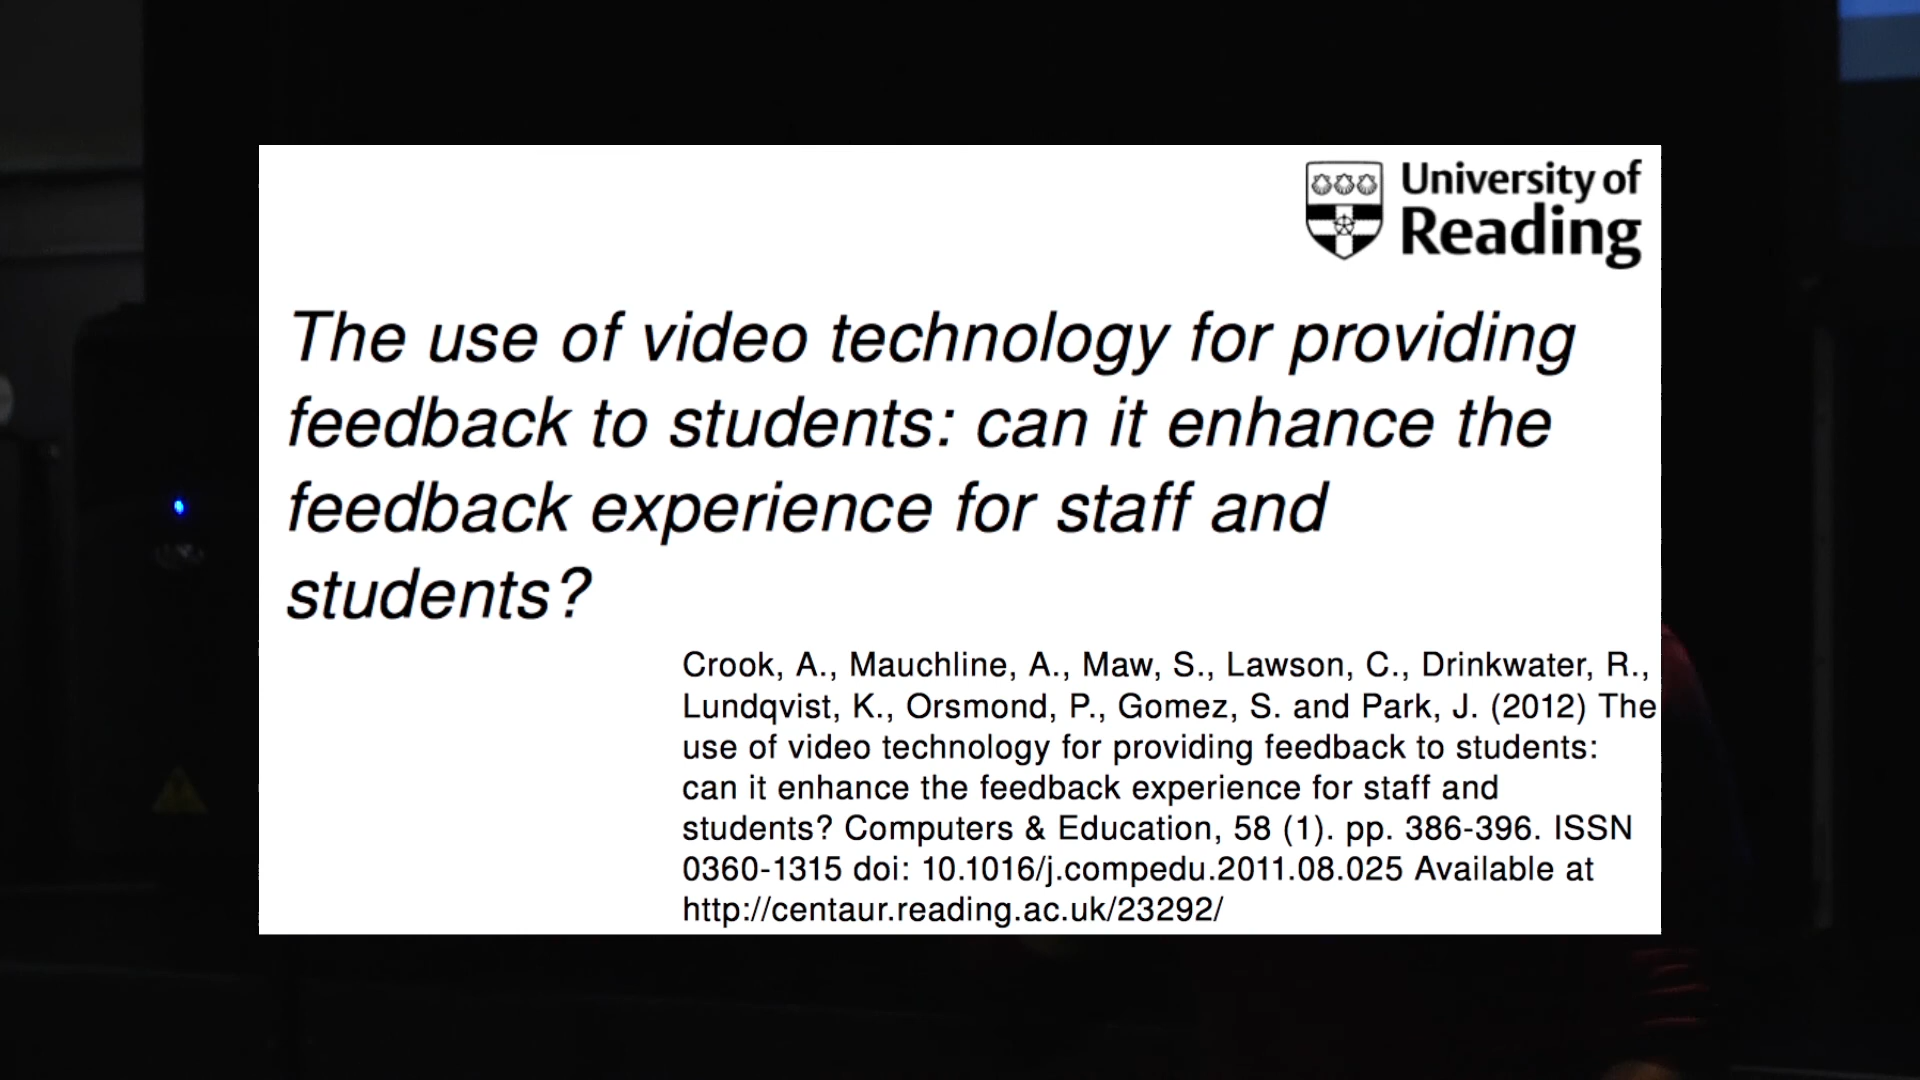 University of
Reading
The use of video technology for providing
feedback to students: can it enhance the
feedback experience for staff and
students?
Crook, A., Mauchline, A., Maw, S., Lawson, C., Drinkwater, R.,
Lundqvist, K., Orsmond, P., Gomez, S. and Park, J. (2012) The
use of video technology for providing feedback to students:
can it enhance the feedback experience for staff and
students? Computers & Education, 58 (1). pp. 386-396. ISSN
0360-1315 doi: 10.1016/j.compedu.2011.08.025 Available at
http://centaur.reading.ac.uk/23292/